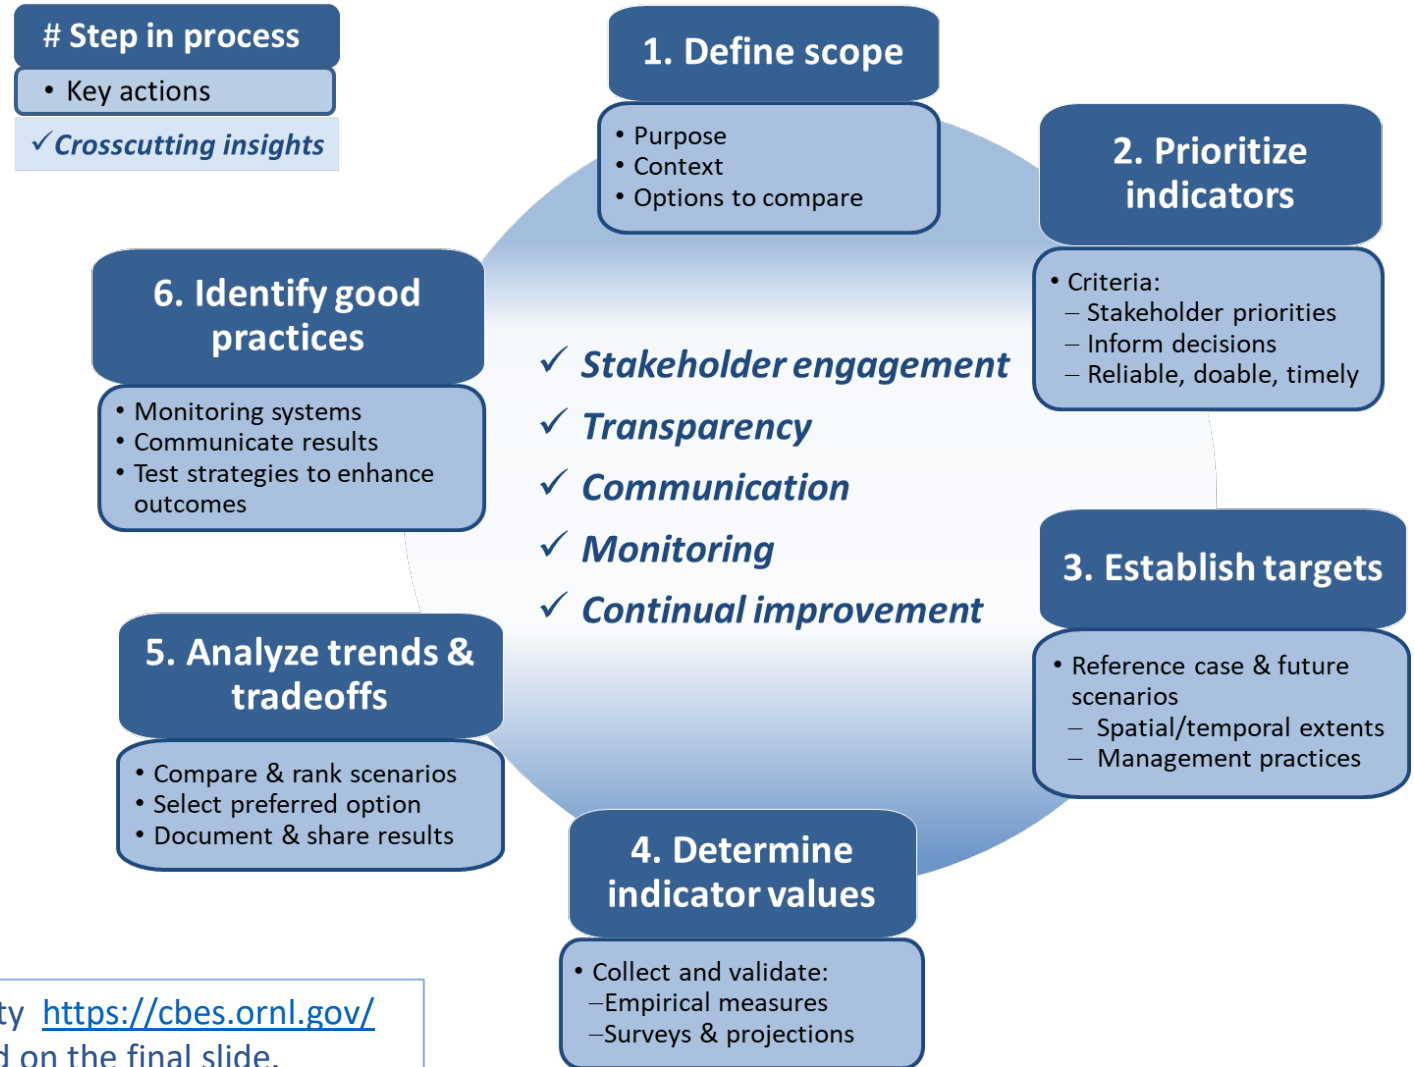 # Step in process
• Key actions
✓Crosscutting insights
1. Define scope
• Purpose
• Context
• Options to compare
2. Prioritize
indicators
• Criteria:
– Stakeholder priorities
– Inform decisions
– Reliable, doable, timely
3. Establish targets
• Reference case & future
scenarios
– Spatial/temporal extents
– Management practices
4. Determine
indicator values
• Collect and validate:
–Empirical measures
–Surveys & projections
5. Analyze trends &
tradeoffs
• Compare & rank scenarios
• Select preferred option
• Document & share results
6. Identify good
practices
• Monitoring systems
• Communicate results
• Test strategies to enhance
outcomes
✓ Stakeholder engagement
✓ Transparency
✓ Communication
✓ Monitoring
✓ Continual improvement
ty https://cbes.ornl.gov/
d on the final slide.